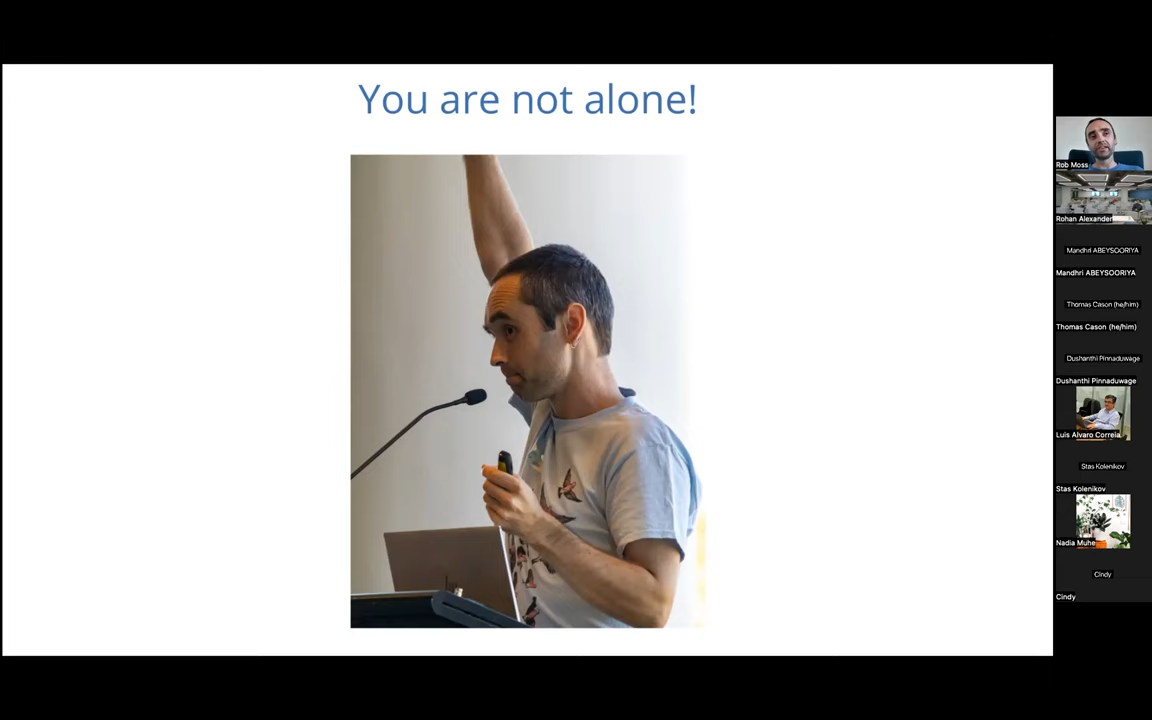 You are not alone!
Rob Moss
Rohan Alexander
Mandhri ABEYSOORIYA
Mandhri ABEYSOORIYA
Thomas Cason (he/him)
Thomas Cason (he/him)
Dushanthi Pinnaduwage
Dushanthi Pinnaduwage
Luis Alvaro Correia
Stas Kolenikov
Stas Kolenikov
Nadia Muhe
Cindy
Cindy